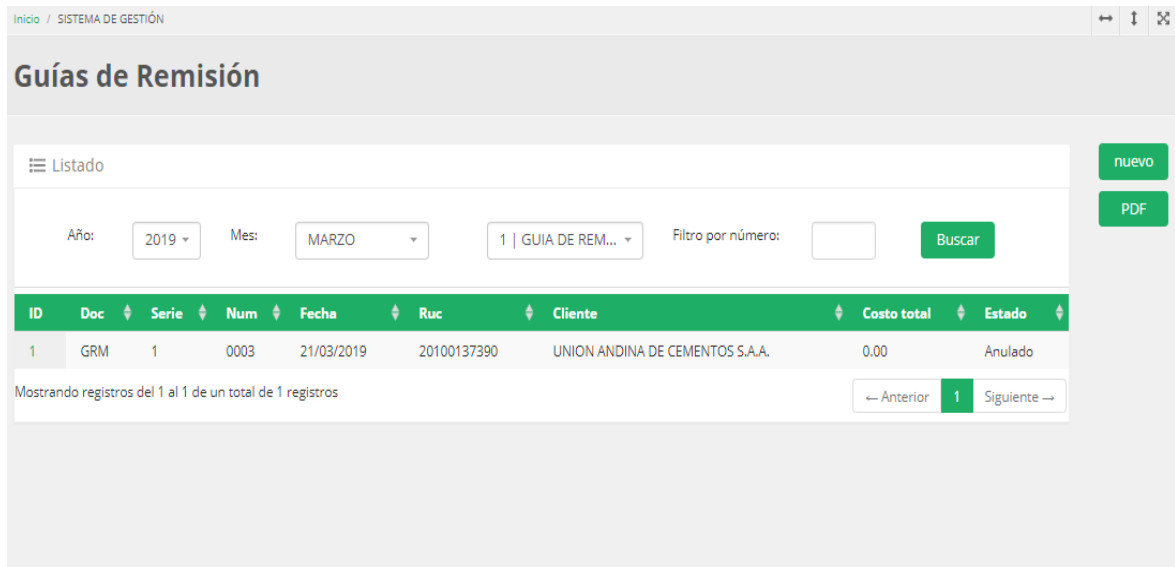 Inicio / SISTEMA DE GESTIÓN
Guías de Remisión
Listado
nuevo
PDF
Año: 2019 Mes: MARZO 1 | GUIA DE REM... Filtro por número: Buscar
ID Doc Serie Num Fecha Ruc Cliente Costo total Estado
1 GRM 1 0003 21/03/2019 20100137390 UNION ANDINA DE CEMENTOS S.A.A. 0.00 Anulado
Mostrando registros del 1 al 1 de un total de 1 registros
← Anterior 1 Siguiente →